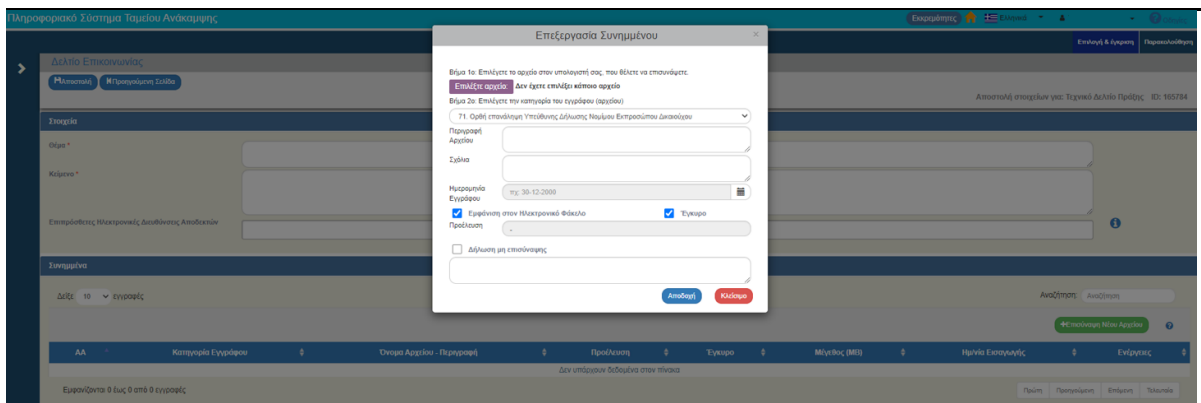 Πληροφοριακό Σύστημα Ταμείου Ανάκαμψης
Εκκρεμότητες Ελληνικά Οδηγίες
Επιλογή & έγκριση Παρακολούθηση
Δελτίο Επικοινωνίας
Αποστολή Προηγούμενη Σελίδα
Αποστολή στοιχείων για: Τεχνικό Δελτίο Πράξης ID: 165784
Στοιχεία
Θέμα *
Κείμενο *
Επιπρόσθετες Ηλεκτρονικές Διευθύνσεις Αποδεκτών
Επεξεργασία Συνημμένου ×
Βήμα 1ο: Επιλέγετε το αρχείο στον υπολογιστή σας, που θέλετε να επισυνάψετε.
Επιλέξτε αρχείο: Δεν έχετε επιλέξει κάποιο αρχείο
Βήμα 2ο: Επιλέγετε την κατηγορία του εγγράφου (αρχείου)
71. Ορθή επανάληψη Υπεύθυνης Δήλωσης Νομίμου Εκπροσώπου Δικαιούχου
Περιγραφή
Αρχείου
Σχόλια
Ημερομηνία
Εγγράφου
πχ: 30-12-2000
Εμφάνιση στον Ηλεκτρονικό Φάκελο Έγκυρο
Προέλευση
Δήλωση μη επισύναψης
Αποδοχή Κλείσιμο
Συνημμένα
Δείξε 10 εγγραφές
Αναζήτηση: Αναζήτηση
+Επισύναψη Νέου Αρχείου
ΑΑ Κατηγορία Εγγράφου Όνομα Αρχείου - Περιγραφή Προέλευση Έγκυρο Μέγεθος (MB) Ημ/νία Εισαγωγής Ενέργειες
Δεν υπάρχουν δεδομένα στον πίνακα
Εμφανίζονται 0 έως 0 από 0 εγγραφές
Πρώτη Προηγούμενη Επόμενη Τελευταία